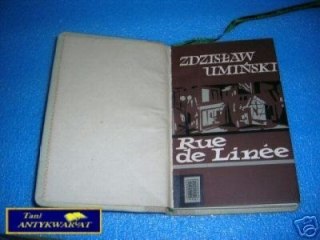 ZDZISŁAW
UMIŃSKI
Rue
de Linée
Tani
ANTYKWARIAT